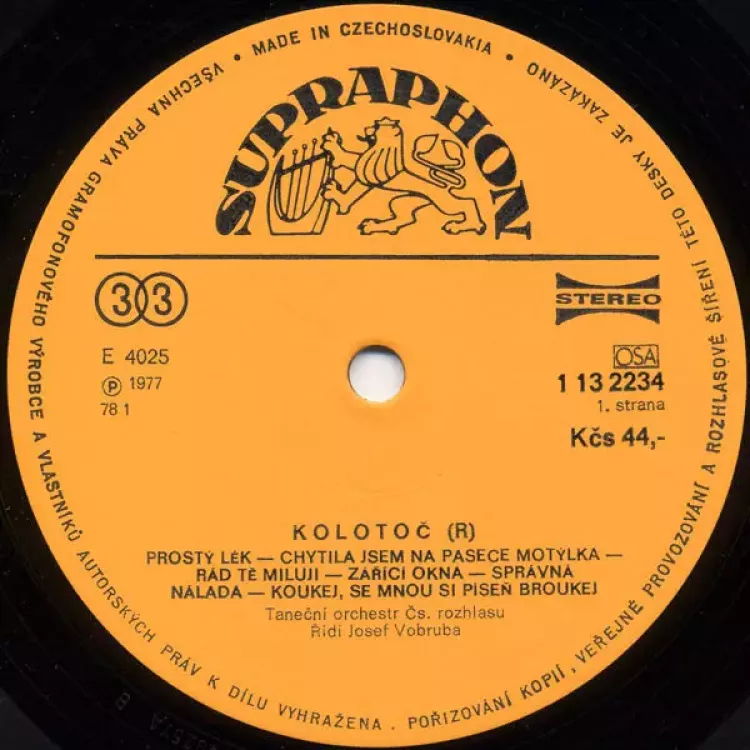 • MADE IN CZECHOSLOVAKIA •
VŠECHNA PRÁVA GRAMOFONOVÉHO VÝROBCE A VLASTNÍKŮ AUTORSKÝCH PRÁV K DÍLU VYHRAŽENA. POŘIZOVÁNÍ KOPIÍ, VEŘEJNÉ PROVOZOVÁNÍ A ROZHLASOVÉ ŠÍŘENÍ TÉTO DESKY JE ZAKÁZÁNO
SUPRAPHON
33
STEREO
E 4025
℗ 1977
78 1
OSA
1 13 2234
1. strana
Kčs 44,-
KOLOTOČ (R)
PROSTÝ LÉK — CHYTILA JSEM NA PASECE MOTÝLKA —
RÁD TĚ MILUJI — ZÁŘÍCÍ OKNA — SPRÁVNÁ
NÁLADA — KOUKEJ, SE MNOU SI PÍSEŇ BROUKEJ
Taneční orchestr Čs. rozhlasu
Řídí Josef Vobruba